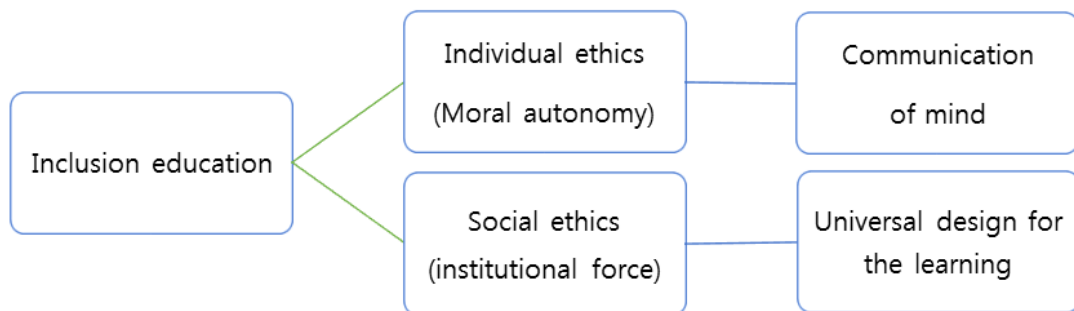 Inclusion education
Individual ethics
(Moral autonomy)
Communication
of mind
Social ethics
(institutional force)
Universal design for
the learning